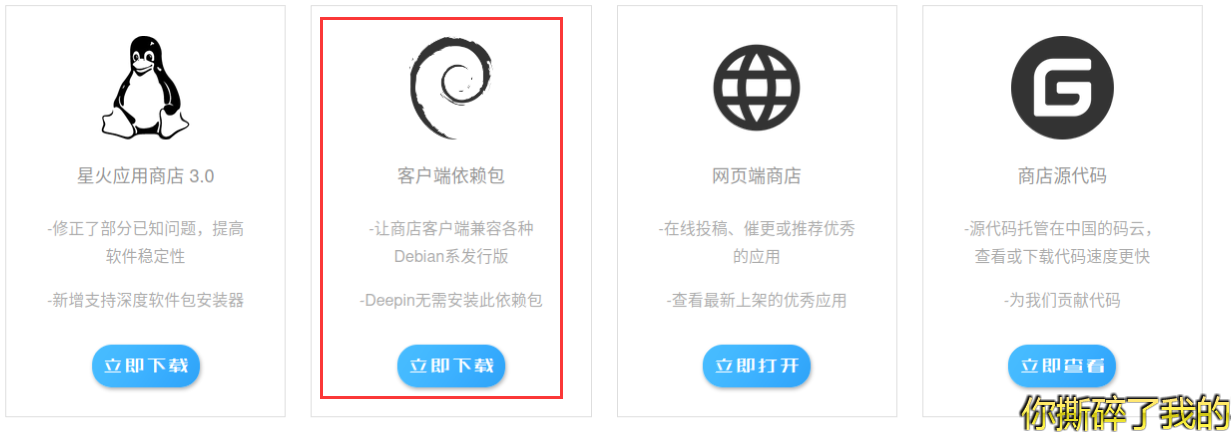 星火应用商店 3.0
-修正了部分已知问题，提高
软件稳定性
-新增支持深度软件包安装器
立即下载
客户端依赖包
-让商店客户端兼容各种
Debian系发行版
-Deepin无需安装此依赖包
立即下载
网页端商店
-在线投稿、催更或推荐优秀
的应用
-查看最新上架的优秀应用
立即打开
商店源代码
-源代码托管在中国的码云，
查看或下载代码速度更快
-为我们贡献代码
立即查看
你撕碎了我的